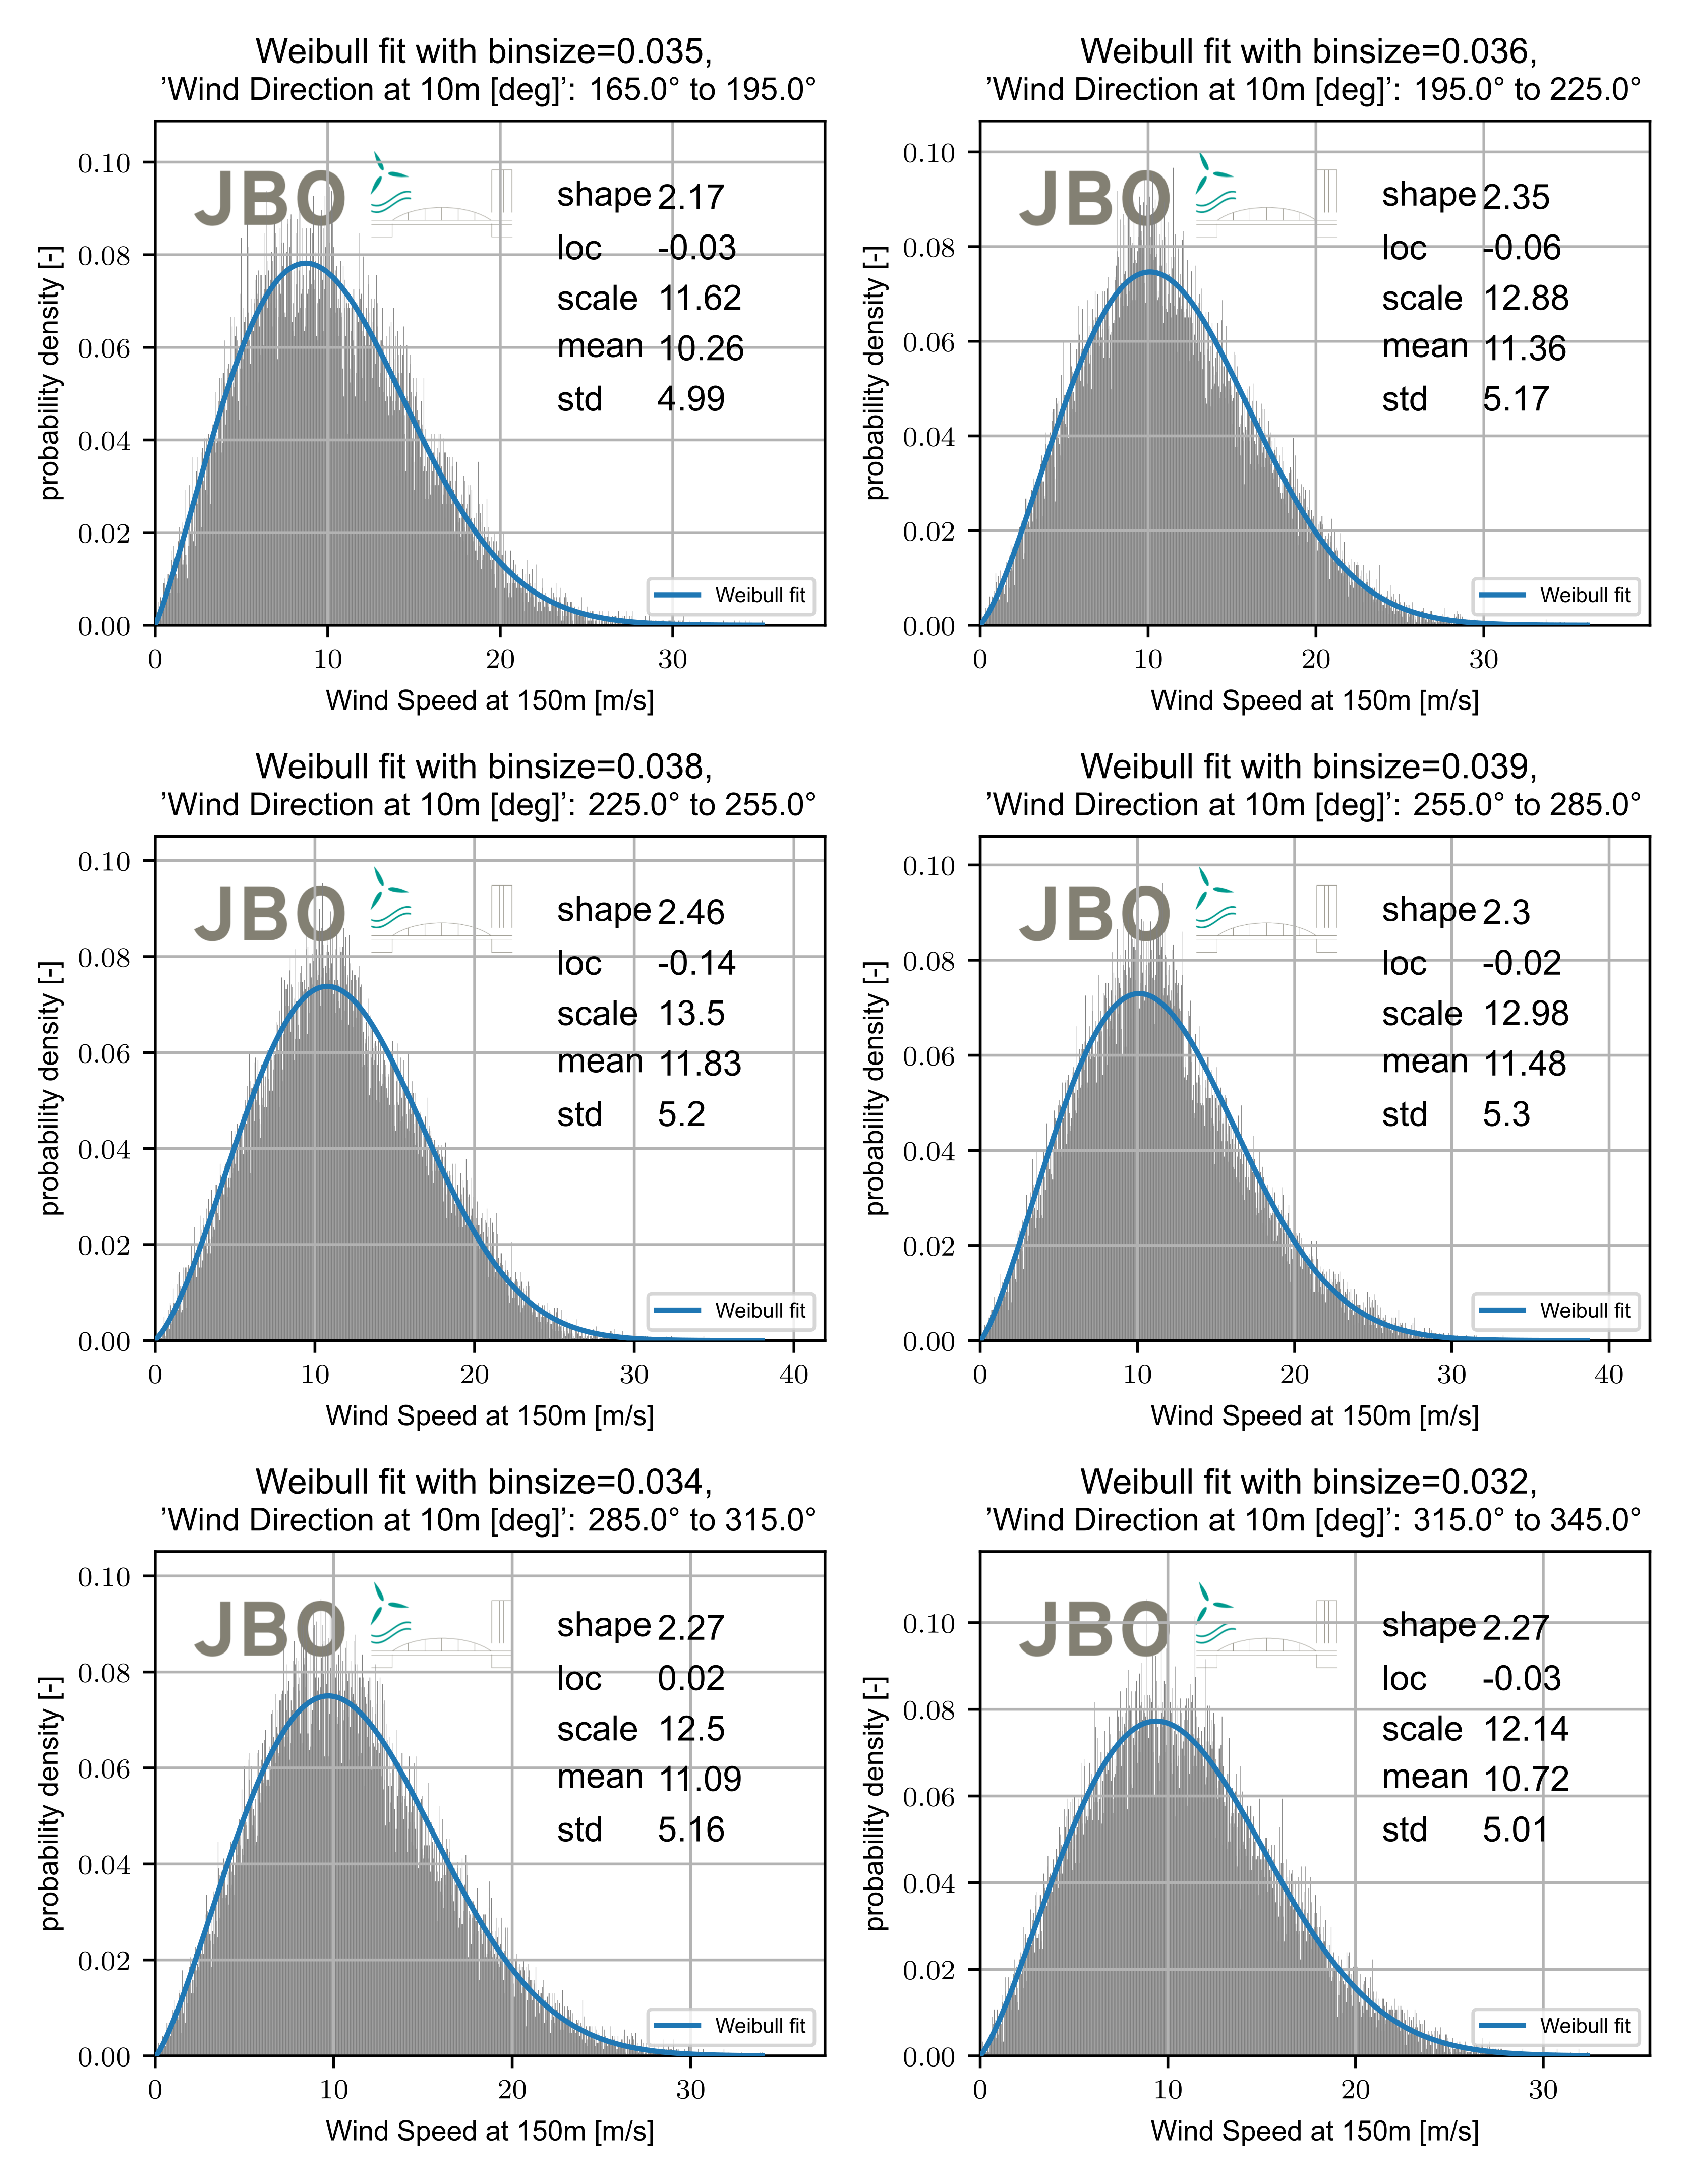 Weibull fit with binsize=0.035,
’Wind Direction at 10m [deg]’: 165.0° to 195.0°
probability density [-]
0.10
0.08
0.06
0.04
0.02
0.00
JBO
shape 2.17
loc -0.03
scale 11.62
mean 10.26
std 4.99
Weibull fit
0 10 20 30
Wind Speed at 150m [m/s]
Weibull fit with binsize=0.036,
’Wind Direction at 10m [deg]’: 195.0° to 225.0°
probability density [-]
0.10
0.08
0.06
0.04
0.02
0.00
JBO
shape 2.35
loc -0.06
scale 12.88
mean 11.36
std 5.17
Weibull fit
0 10 20 30
Wind Speed at 150m [m/s]
Weibull fit with binsize=0.038,
’Wind Direction at 10m [deg]’: 225.0° to 255.0°
probability density [-]
0.10
0.08
0.06
0.04
0.02
0.00
JBO
shape 2.46
loc -0.14
scale 13.5
mean 11.83
std 5.2
Weibull fit
0 10 20 30 40
Wind Speed at 150m [m/s]
Weibull fit with binsize=0.039,
’Wind Direction at 10m [deg]’: 255.0° to 285.0°
probability density [-]
0.10
0.08
0.06
0.04
0.02
0.00
JBO
shape 2.3
loc -0.02
scale 12.98
mean 11.48
std 5.3
Weibull fit
0 10 20 30 40
Wind Speed at 150m [m/s]
Weibull fit with binsize=0.034,
’Wind Direction at 10m [deg]’: 285.0° to 315.0°
probability density [-]
0.10
0.08
0.06
0.04
0.02
0.00
JBO
shape 2.27
loc 0.02
scale 12.5
mean 11.09
std 5.16
Weibull fit
0 10 20 30
Wind Speed at 150m [m/s]
Weibull fit with binsize=0.032,
’Wind Direction at 10m [deg]’: 315.0° to 345.0°
probability density [-]
0.10
0.08
0.06
0.04
0.02
0.00
JBO
shape 2.27
loc -0.03
scale 12.14
mean 10.72
std 5.01
Weibull fit
0 10 20 30
Wind Speed at 150m [m/s]